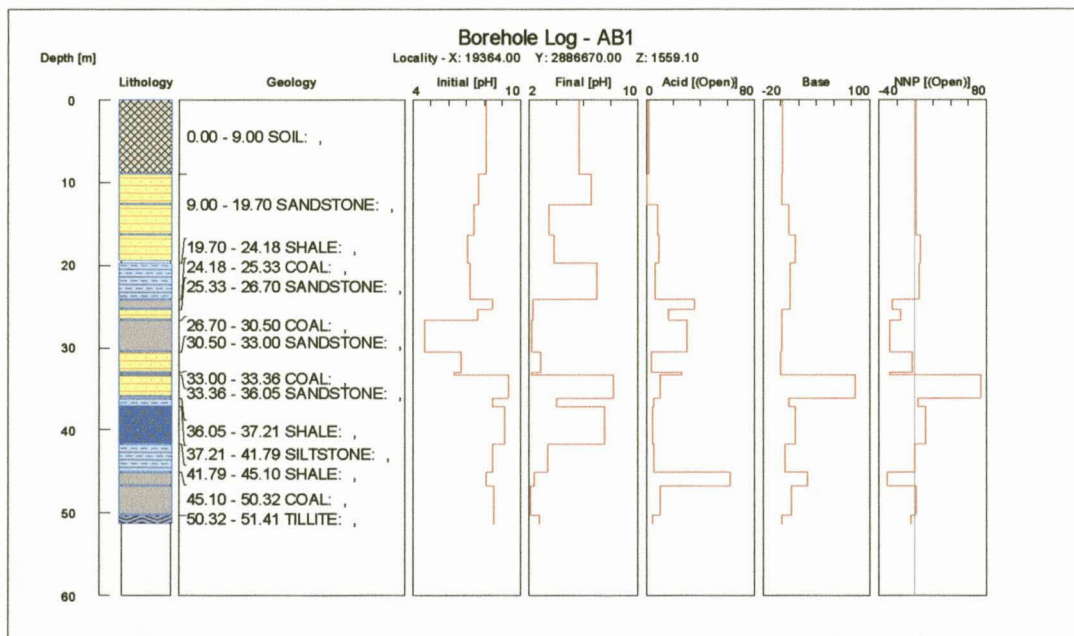 Borehole Log - AB1
Depth [m]
Locality - X: 19364.00 Y: 2886670.00 Z: 1559.10
Lithology Geology Initial [pH] Final [pH] Acid [(Open)] Base NNP [(Open)]
4 10 2 10 0 80 -20 100 -40 80
0
0.00 - 9.00 SOIL: ,
10
9.00 - 19.70 SANDSTONE: ,
19.70 - 24.18 SHALE: ,
20
24.18 - 25.33 COAL: ,
25.33 - 26.70 SANDSTONE: ,
26.70 - 30.50 COAL: ,
30.50 - 33.00 SANDSTONE: ,
30
33.00 - 33.36 COAL: ,
33.36 - 36.05 SANDSTONE: ,
36.05 - 37.21 SHALE: ,
40
37.21 - 41.79 SILTSTONE: ,
41.79 - 45.10 SHALE: ,
45.10 - 50.32 COAL: ,
50
50.32 - 51.41 TILLITE: ,
60